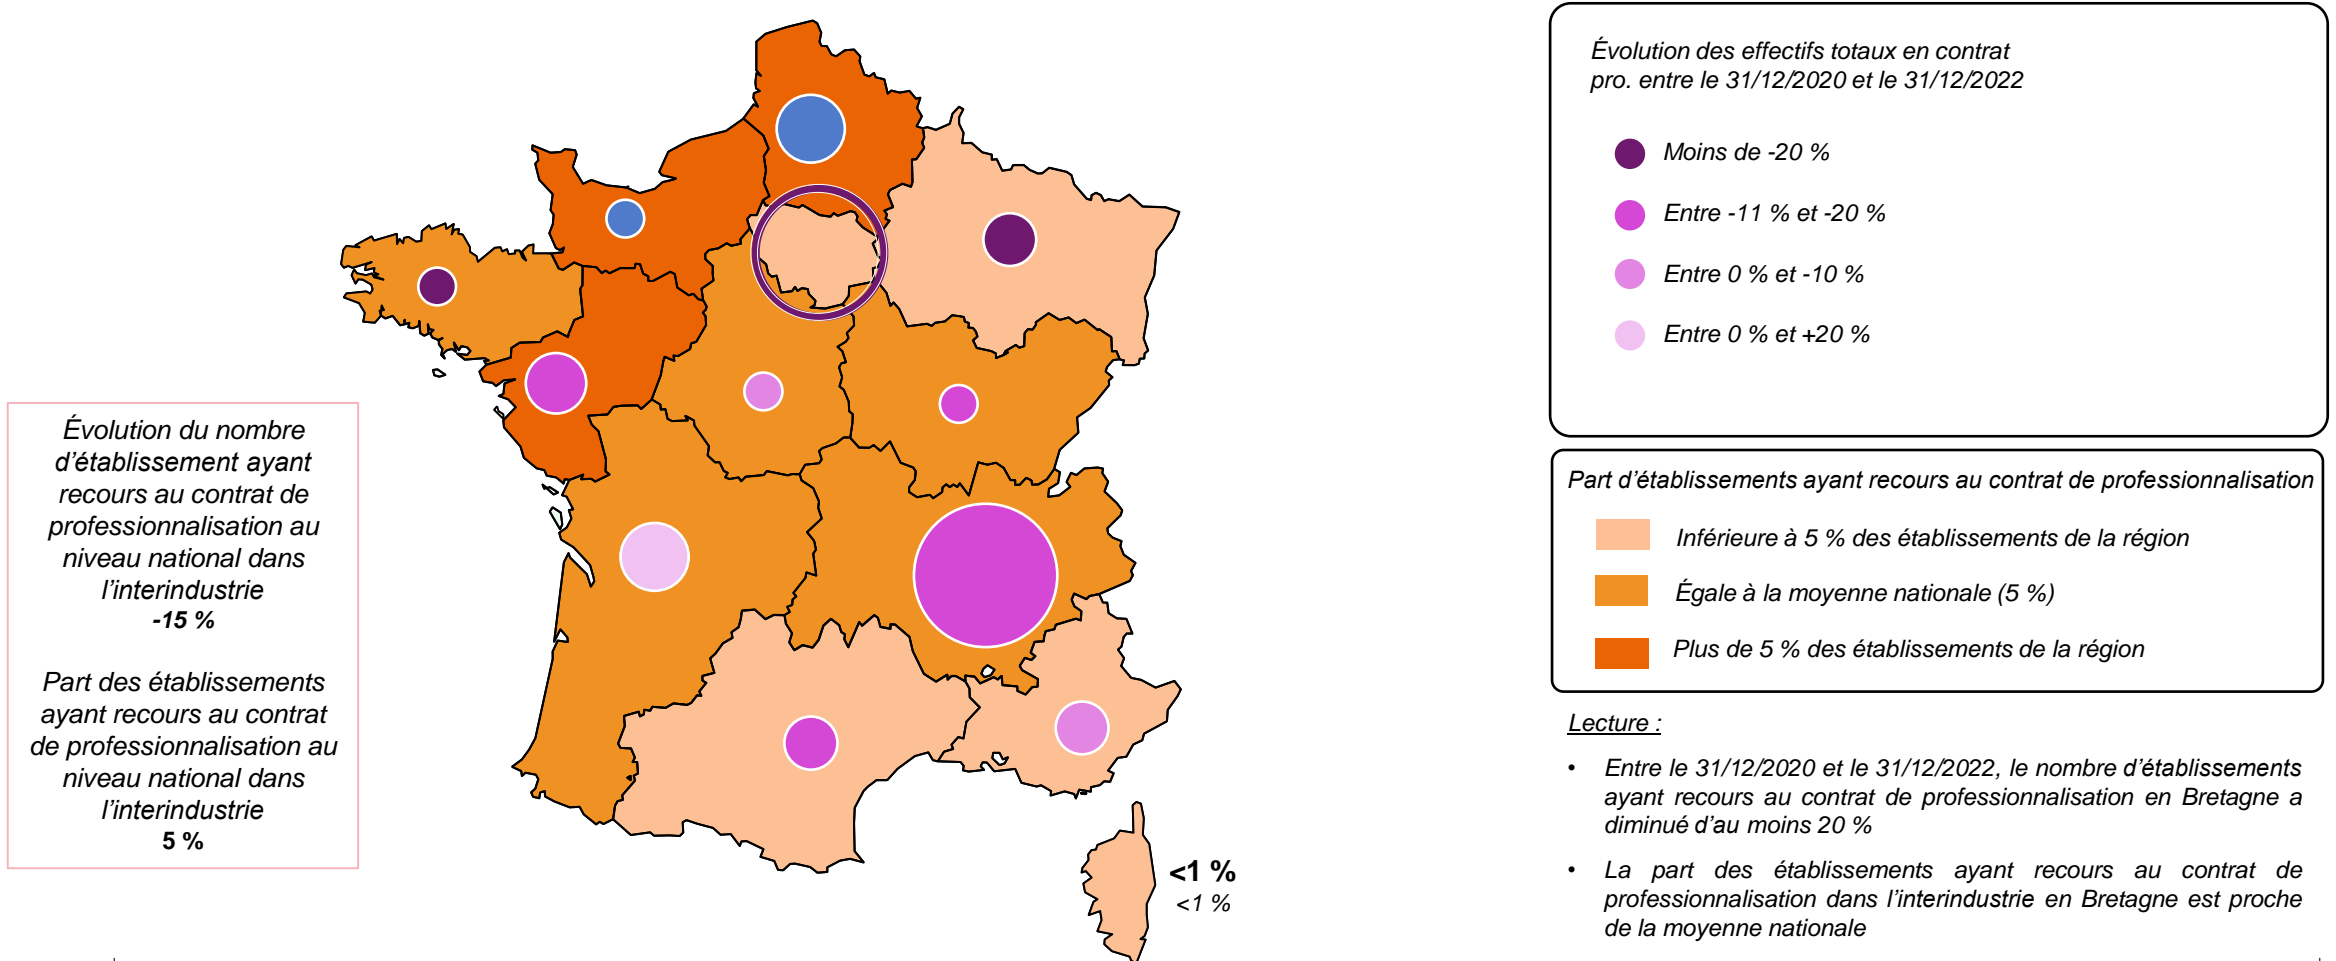 Évolution du nombre
d’établissement ayant
recours au contrat de
professionnalisation au
niveau national dans
l’interindustrie
-15 %
Part des établissements
ayant recours au contrat
de professionnalisation au
niveau national dans
l’interindustrie
5 %
<1 %
<1 %
Évolution des effectifs totaux en contrat
pro. entre le 31/12/2020 et le 31/12/2022
Moins de -20 %
Entre -11 % et -20 %
Entre 0 % et -10 %
Entre 0 % et +20 %
Part d’établissements ayant recours au contrat de professionnalisation
Inférieure à 5 % des établissements de la région
Égale à la moyenne nationale (5 %)
Plus de 5 % des établissements de la région
Lecture :
• Entre le 31/12/2020 et le 31/12/2022, le nombre d’établissements
ayant recours au contrat de professionnalisation en Bretagne a
diminué d’au moins 20 %
• La part des établissements ayant recours au contrat de
professionnalisation dans l’interindustrie en Bretagne est proche
de la moyenne nationale